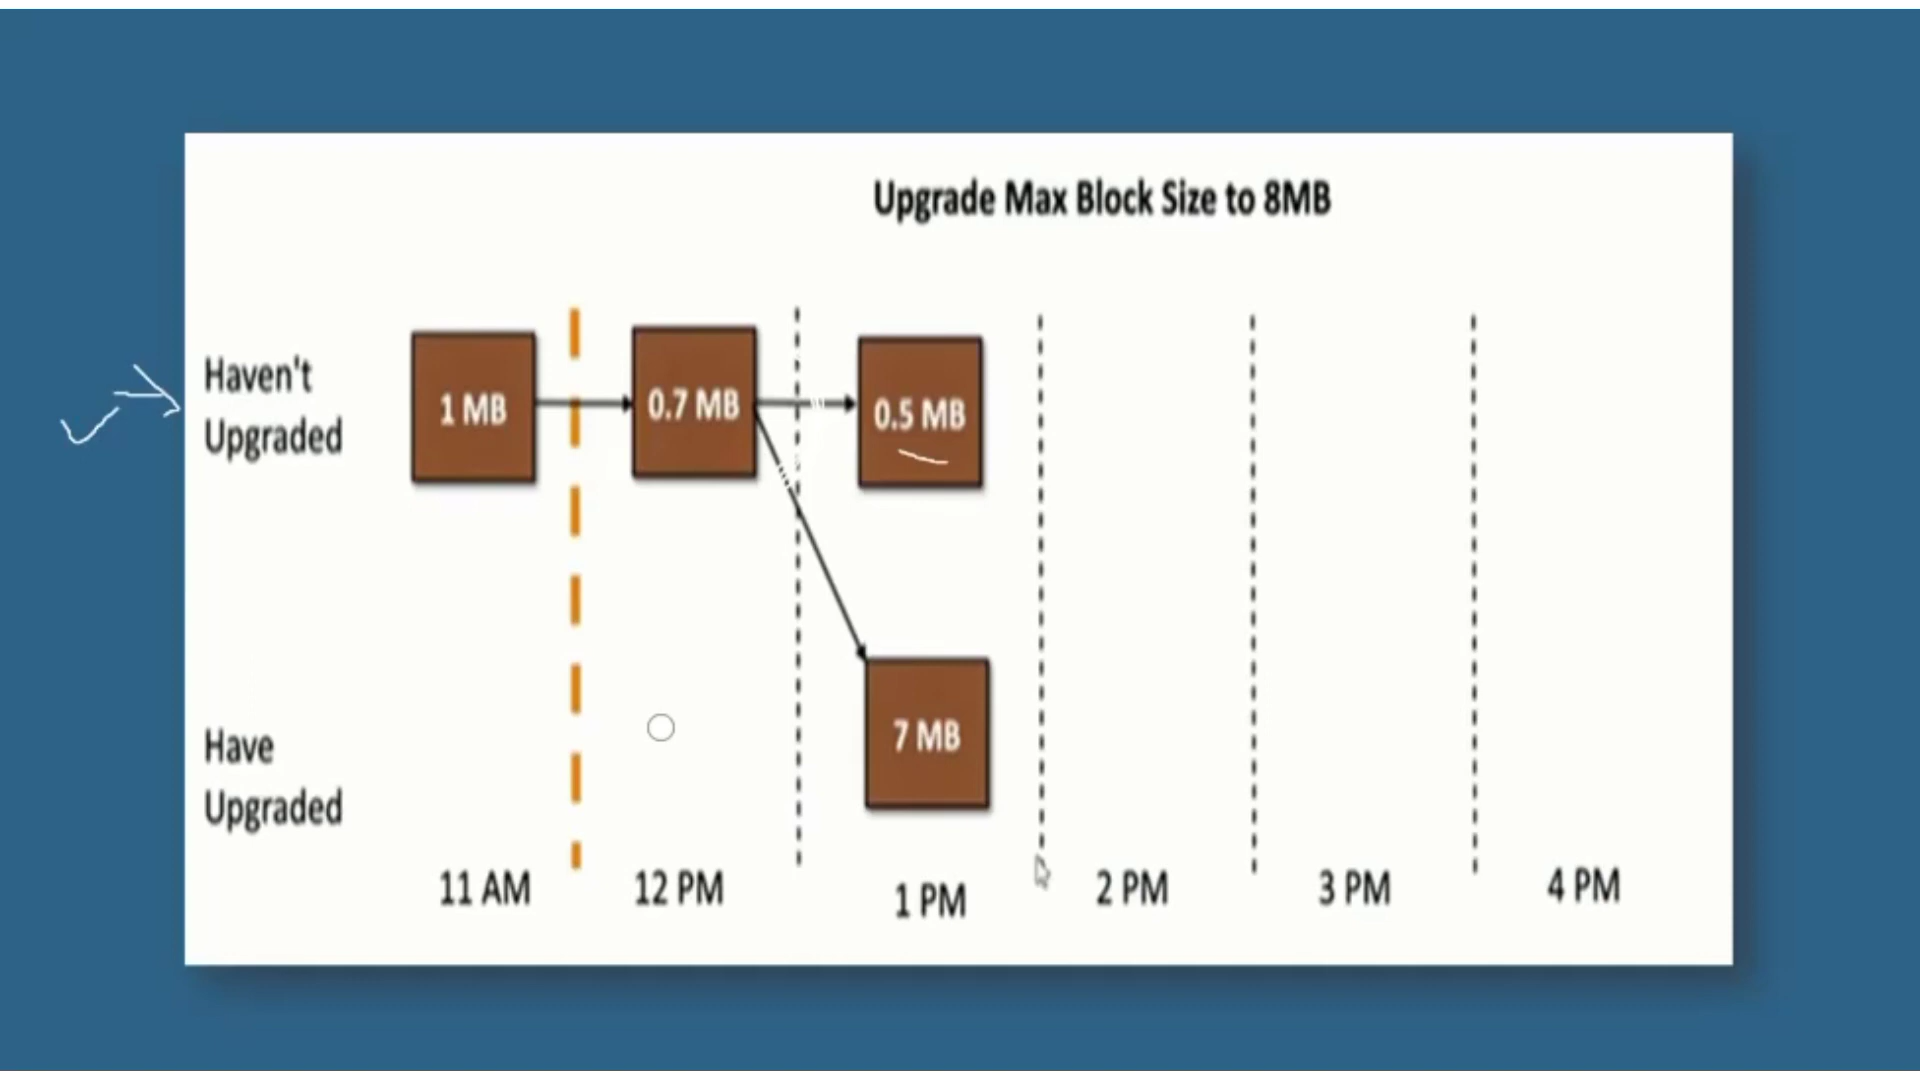 Upgrade Max Block Size to 8MB
Haven't
Upgraded
1 MB
0.7 MB
0.5 MB
Have
Upgraded
7 MB
11 AM
12 PM
1 PM
2 PM
3 PM
4 PM